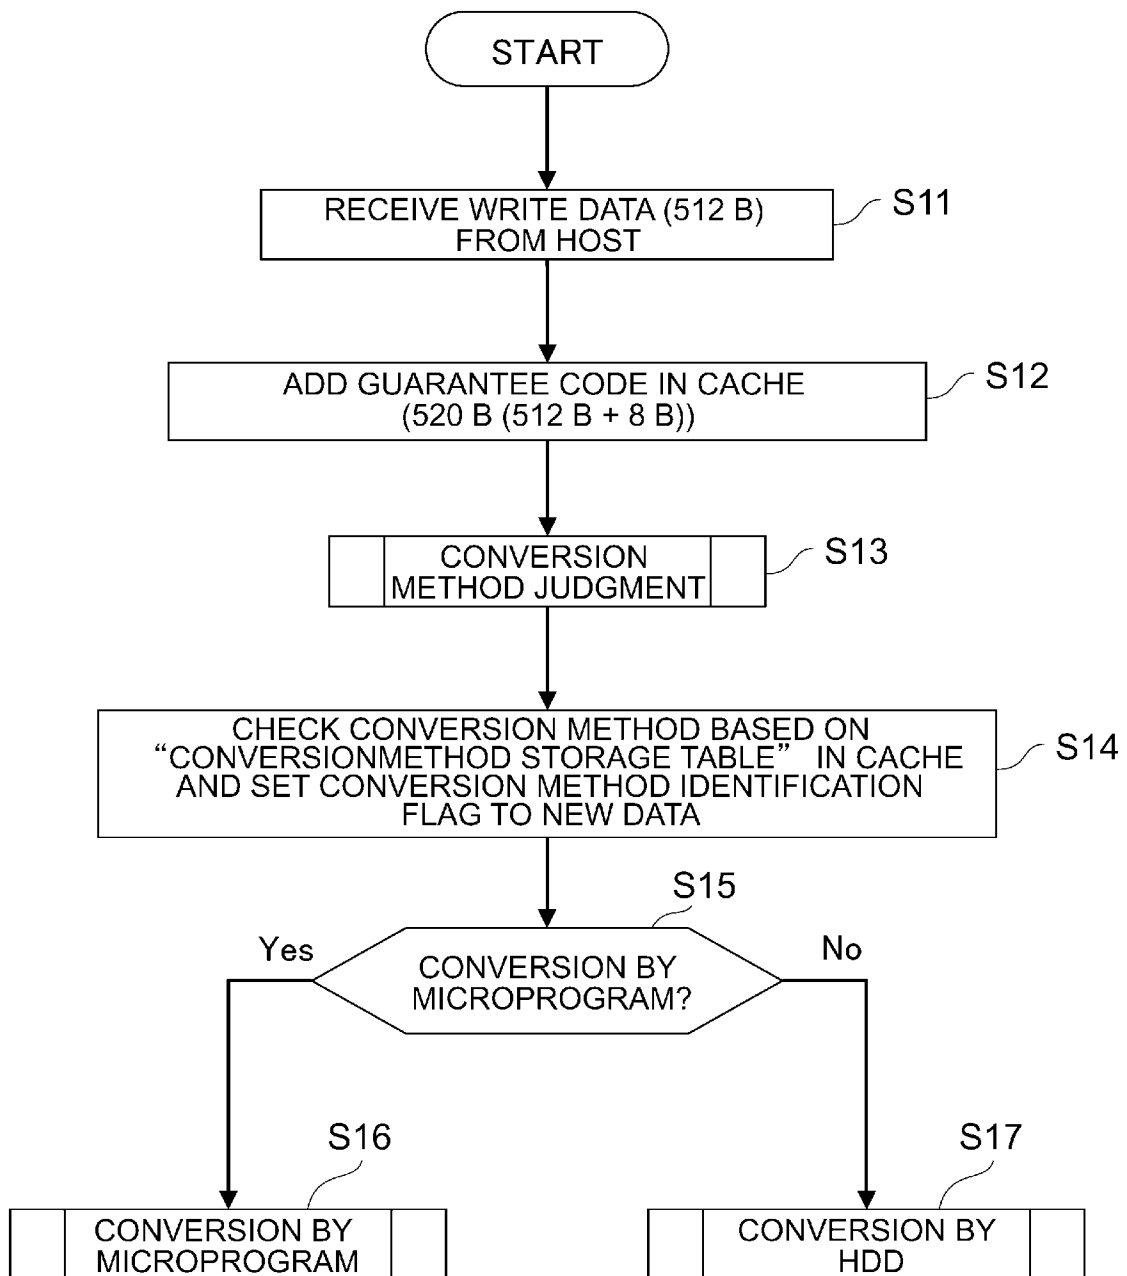 START
RECEIVE WRITE DATA (512 B)
FROM HOST
S11
ADD GUARANTEE CODE IN CACHE
(520 B (512 B + 8 B))
S12
CONVERSION
METHOD JUDGMENT
S13
CHECK CONVERSION METHOD BASED ON
“CONVERSIONMETHOD STORAGE TABLE” IN CACHE
AND SET CONVERSION METHOD IDENTIFICATION
FLAG TO NEW DATA
S14
S15
Yes
CONVERSION BY
MICROPROGRAM?
No
S16
CONVERSION BY
MICROPROGRAM
S17
CONVERSION BY
HDD